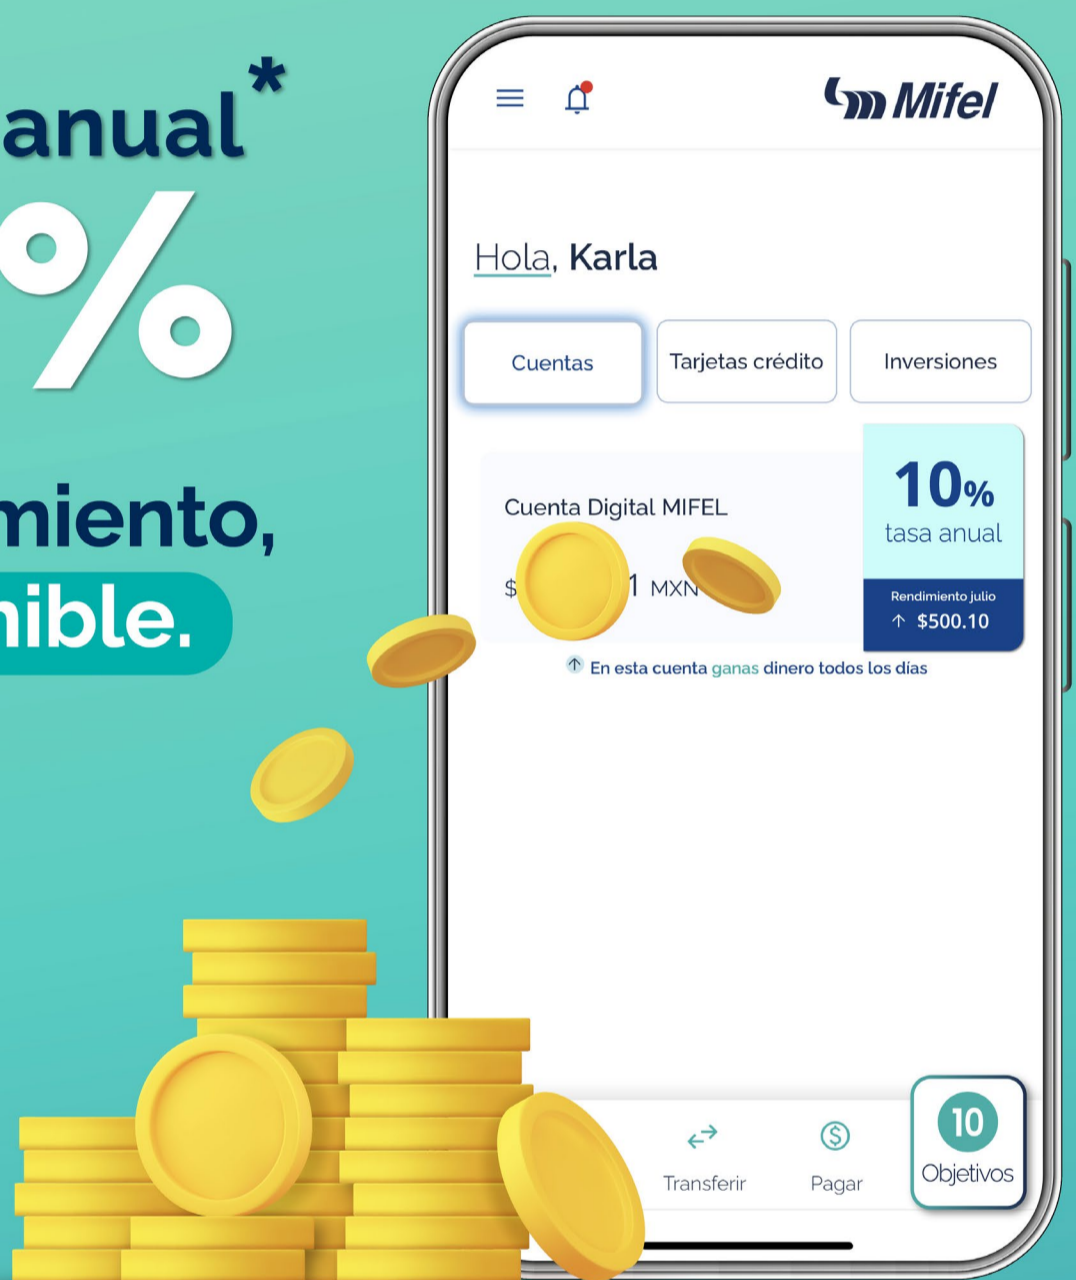 anual*
%
miento,
nible.
Mifel
Hola, Karla
Cuentas
Tarjetas crédito
Inversiones
10%
tasa anual
Cuenta Digital MIFEL
$ 1 MXN
Rendimiento julio
↑ $500.10
↑ En esta cuenta ganas dinero todos los días
Transferir
Pagar
10
Objetivos